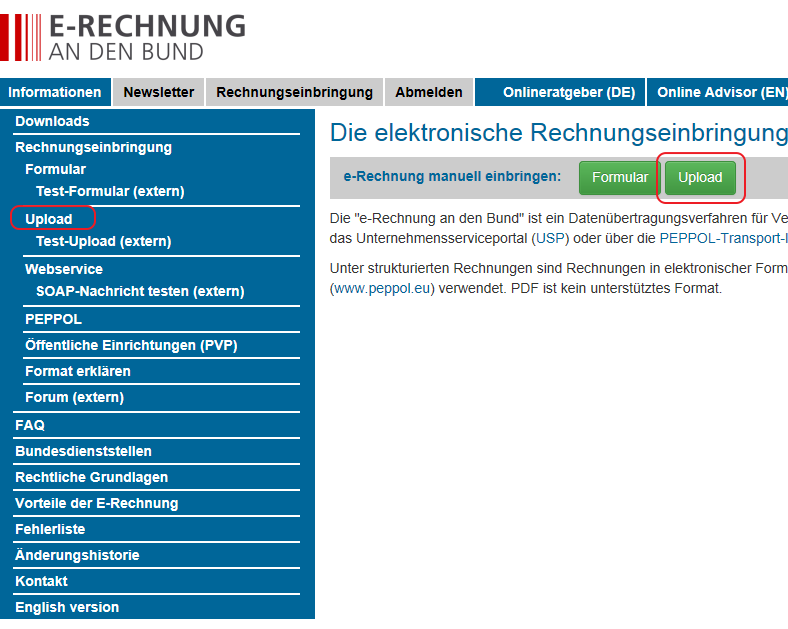 E-RECHNUNG
AN DEN BUND
Informationen Newsletter Rechnungseinbringung Abmelden Onlineratgeber (DE) Online Advisor (EN)
Downloads
Rechnungseinbringung
Formular
Test-Formular (extern)
Upload
Test-Upload (extern)
Webservice
SOAP-Nachricht testen (extern)
PEPPOL
Öffentliche Einrichtungen (PVP)
Format erklären
Forum (extern)
FAQ
Bundesdienststellen
Rechtliche Grundlagen
Vorteile der E-Rechnung
Fehlerliste
Änderungshistorie
Kontakt
English version
Die elektronische Rechnungseinbringung
e-Rechnung manuell einbringen: Formular Upload
Die "e-Rechnung an den Bund" ist ein Datenübertragungsverfahren für Ve
das Unternehmensserviceportal (USP) oder über die PEPPOL-Transport-I
Unter strukturierten Rechnungen sind Rechnungen in elektronischer Form
(www.peppol.eu) verwendet. PDF ist kein unterstütztes Format.